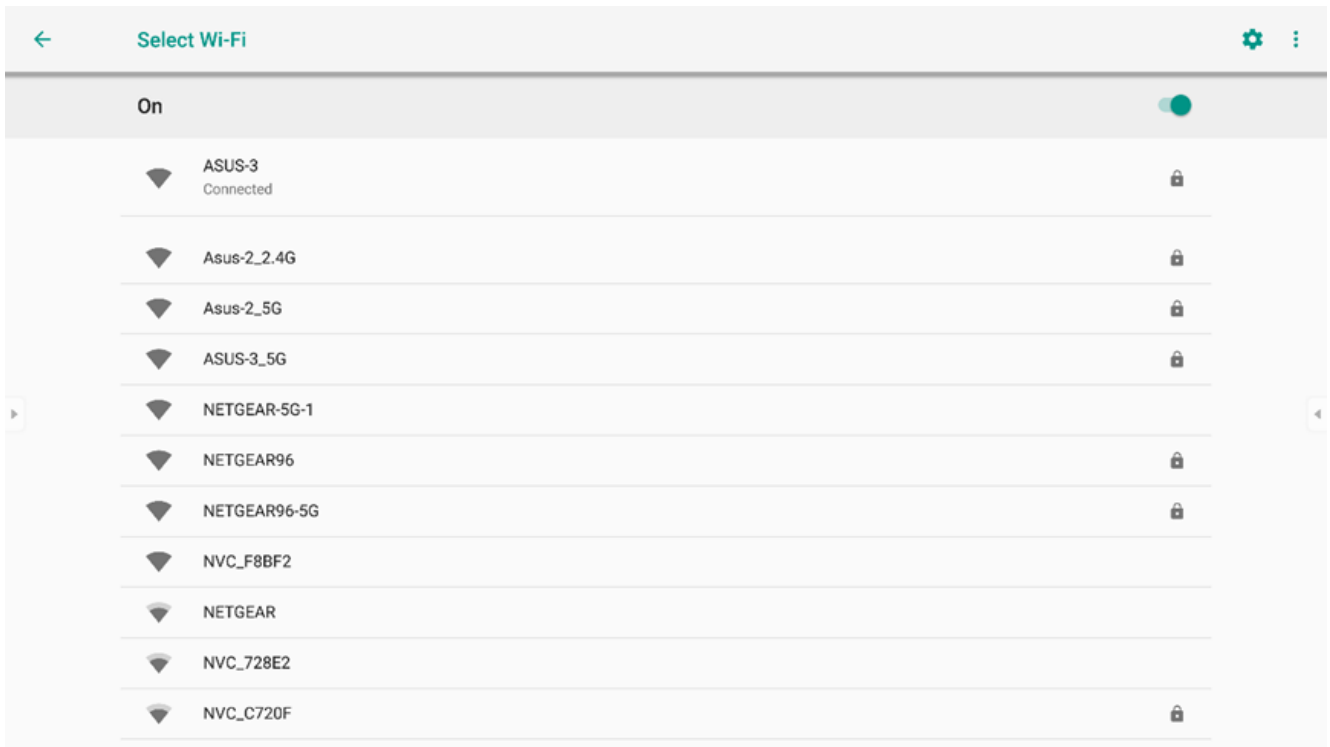 Select Wi-Fi
On
ASUS-3
Connected
Asus-2_2.4G
Asus-2_5G
ASUS-3_5G
NETGEAR-5G-1
NETGEAR96
NETGEAR96-5G
NVC_F8BF2
NETGEAR
NVC_728E2
NVC_C720F